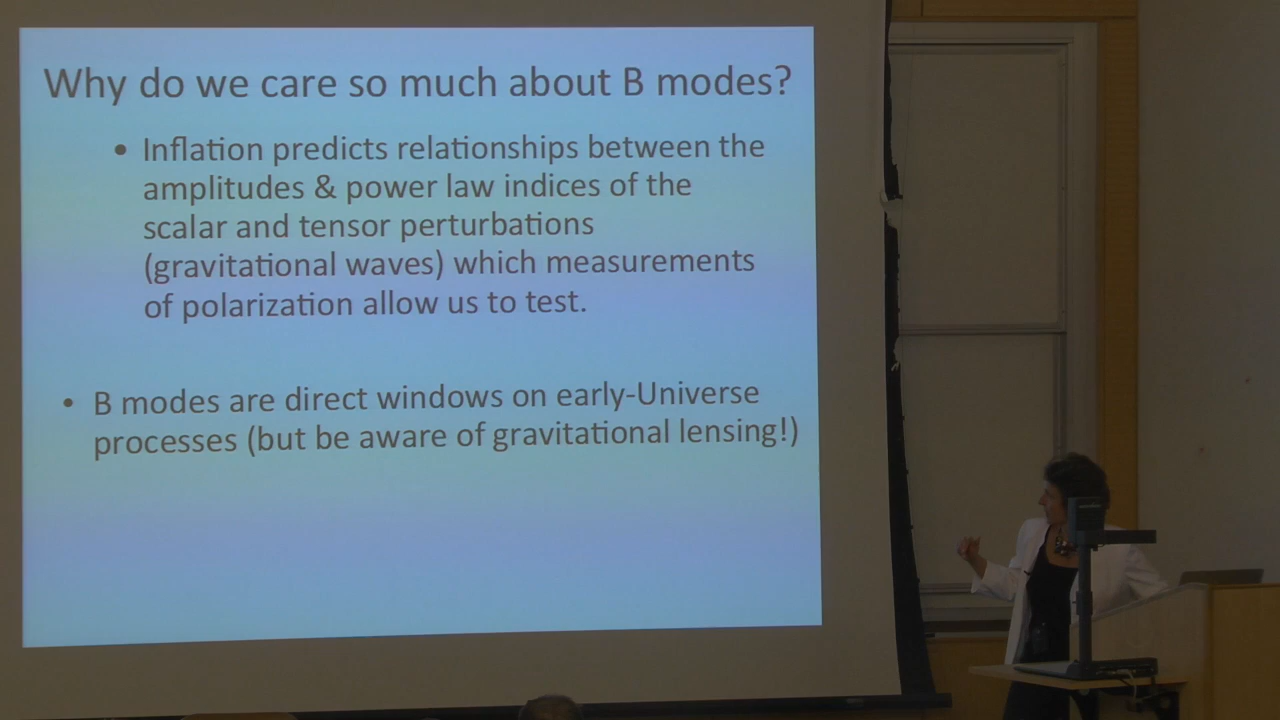 Why do we care so much about B modes?
• Inflation predicts relationships between the
amplitudes & power law indices of the
scalar and tensor perturbations
(gravitational waves) which measurements
of polarization allow us to test.
• B modes are direct windows on early-Universe
processes (but be aware of gravitational lensing!)